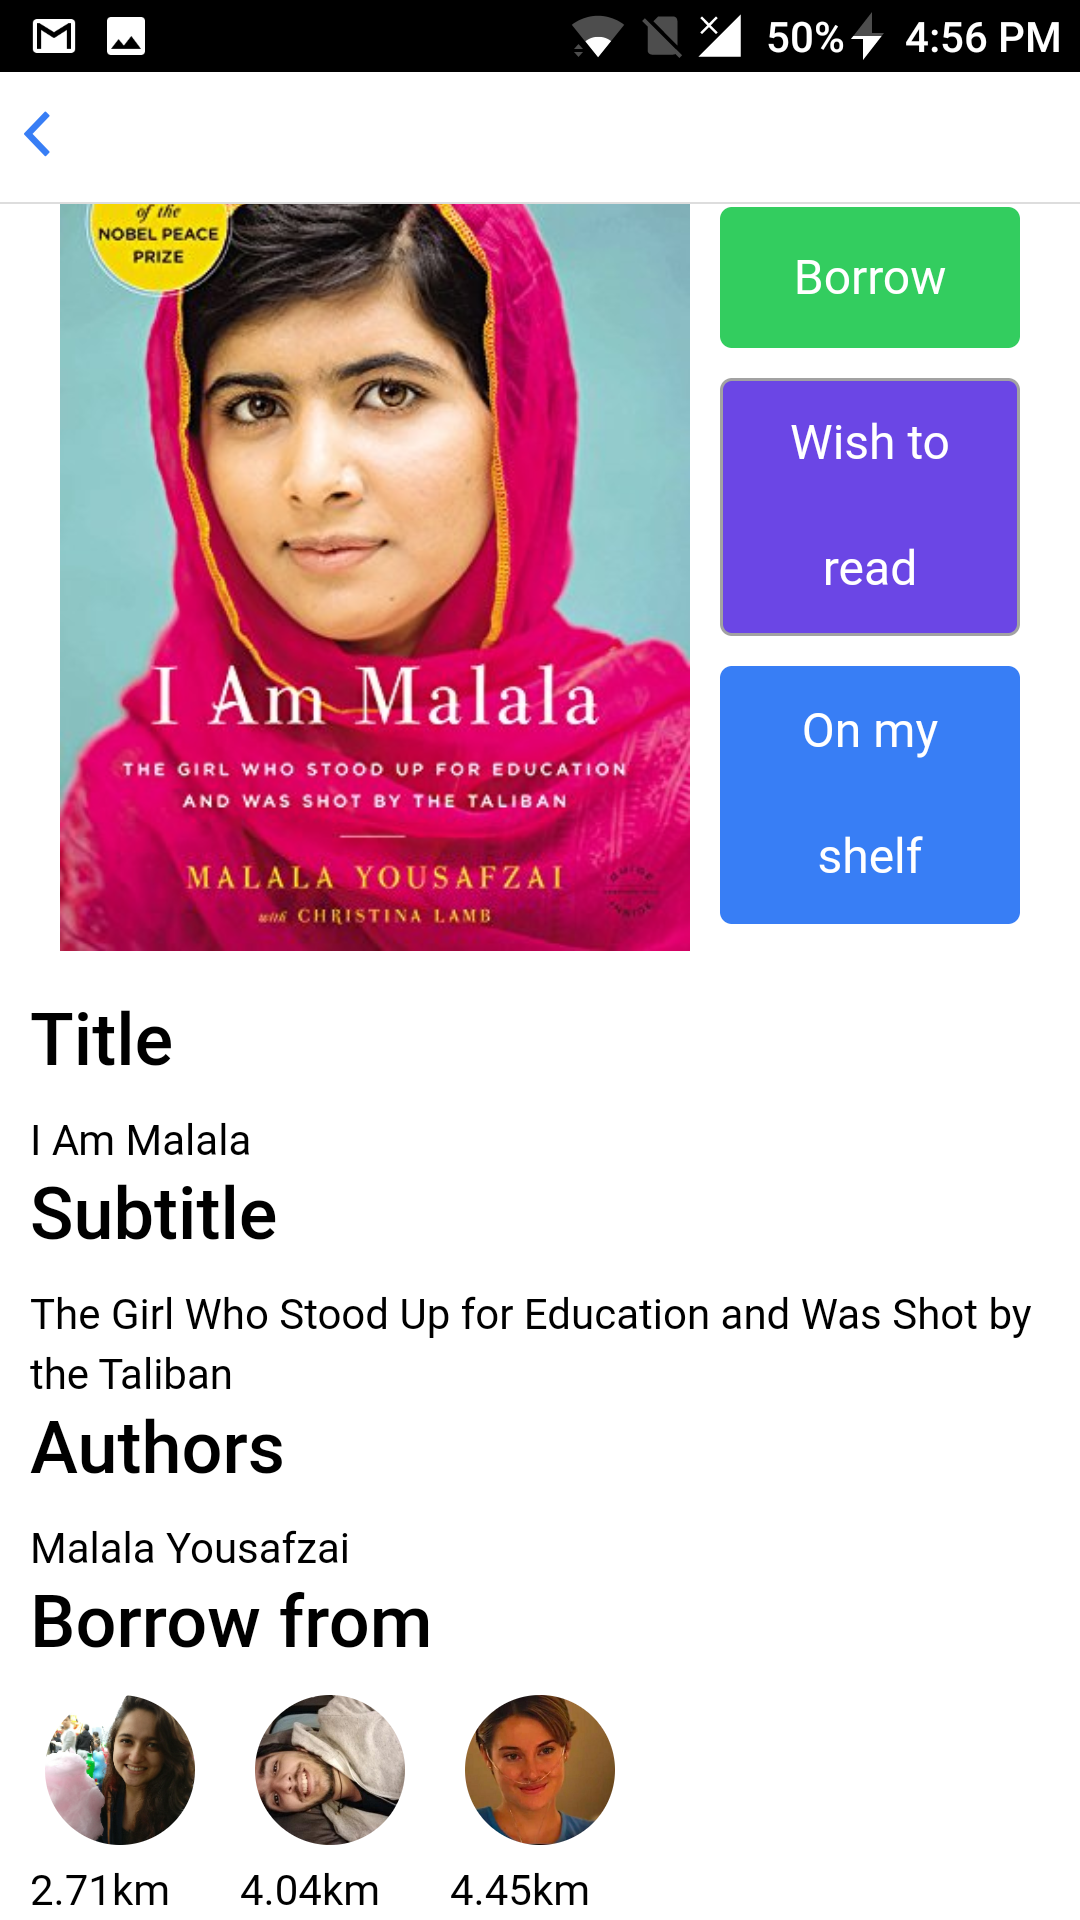 50% 4:56 PM
of the
NOBEL PEACE
PRIZE
I Am Malala
THE GIRL WHO STOOD UP FOR EDUCATION
AND WAS SHOT BY THE TALIBAN
MALALA YOUSAFZAI
with CHRISTINA LAMB
Borrow
Wish to
read
On my
shelf
Title
I Am Malala
Subtitle
The Girl Who Stood Up for Education and Was Shot by
the Taliban
Authors
Malala Yousafzai
Borrow from
2.71km 4.04km 4.45km